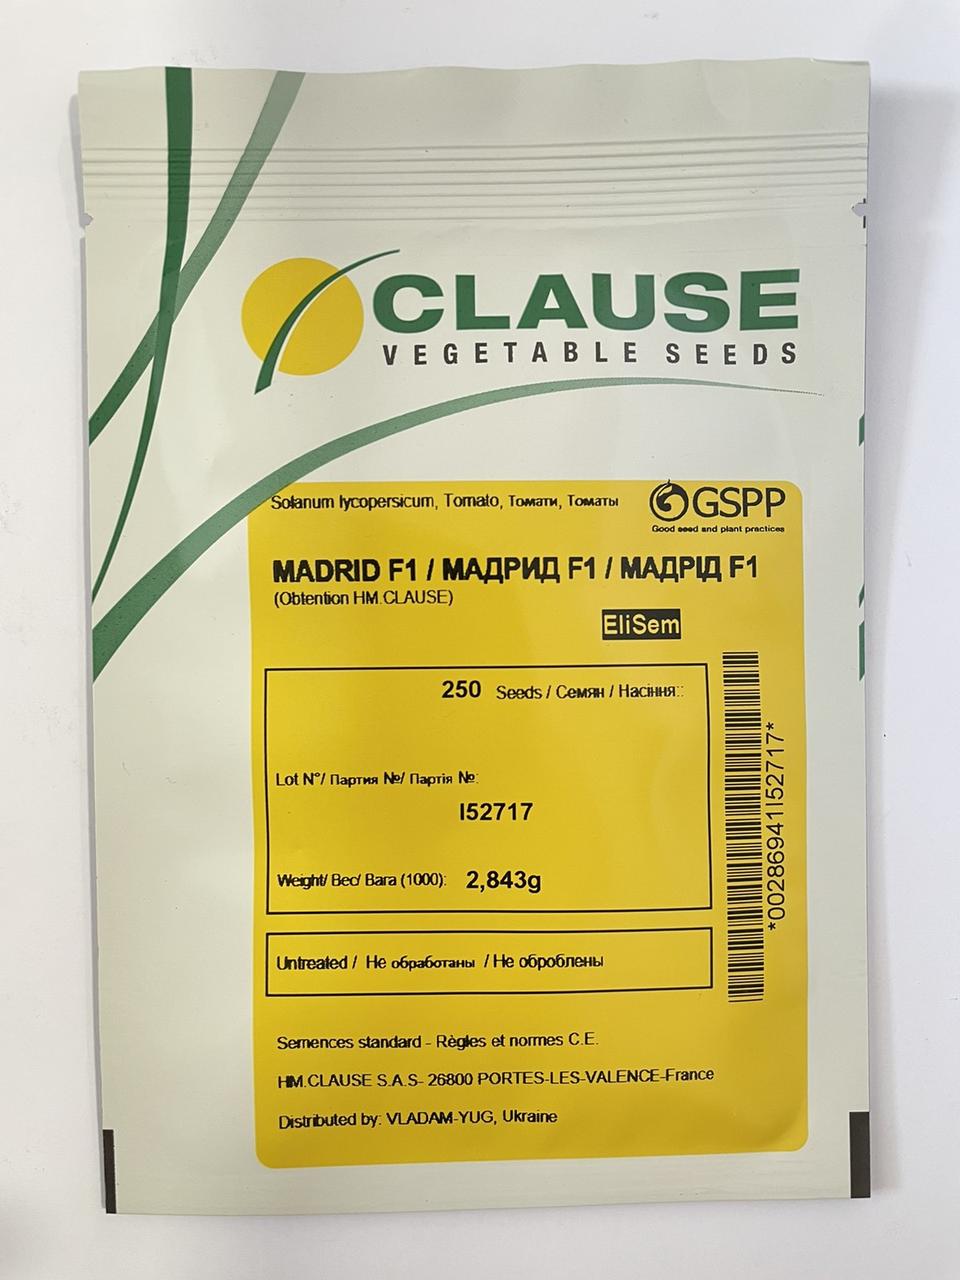 CLAUSE
VEGETABLE SEEDS
Solanum lycopersicum, Tomato, Томати, Томаты
GSPP
Good seed and plant practices
MADRID F1 / МАДРИД F1 / МАДРІД F1
(Obtention HM.CLAUSE)
EliSem
250 Seeds / Семян / Насіння::
Lot N°/ Партия №/ Партія №:
I52717
Weight/ Вес/ Вага (1000): 2,843g
*00286941I52717*
Untreated / Не обработаны / Не оброблены
Semences standard - Règles et normes C.E.
HM.CLAUSE S.A.S- 26800 PORTES-LES-VALENCE-France
Distributed by: VLADAM-YUG, Ukraine